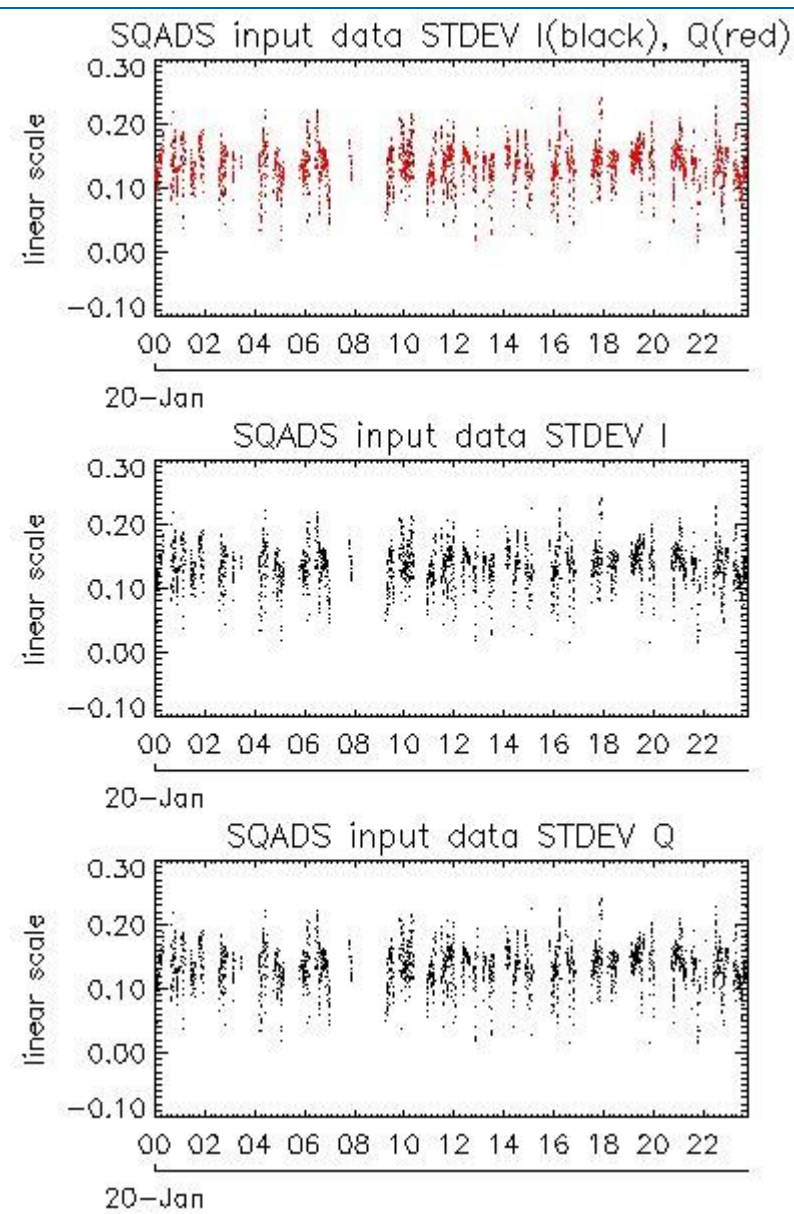 SQADS input data STDEV I(black), Q(red)
0.30
0.20
0.10
0.00
−0.10
linear scale
00 02 04 06 08 10 12 14 16 18 20 22
20−Jan
SQADS input data STDEV I
0.30
0.20
0.10
0.00
−0.10
linear scale
00 02 04 06 08 10 12 14 16 18 20 22
20−Jan
SQADS input data STDEV Q
0.30
0.20
0.10
0.00
−0.10
linear scale
00 02 04 06 08 10 12 14 16 18 20 22
20−Jan